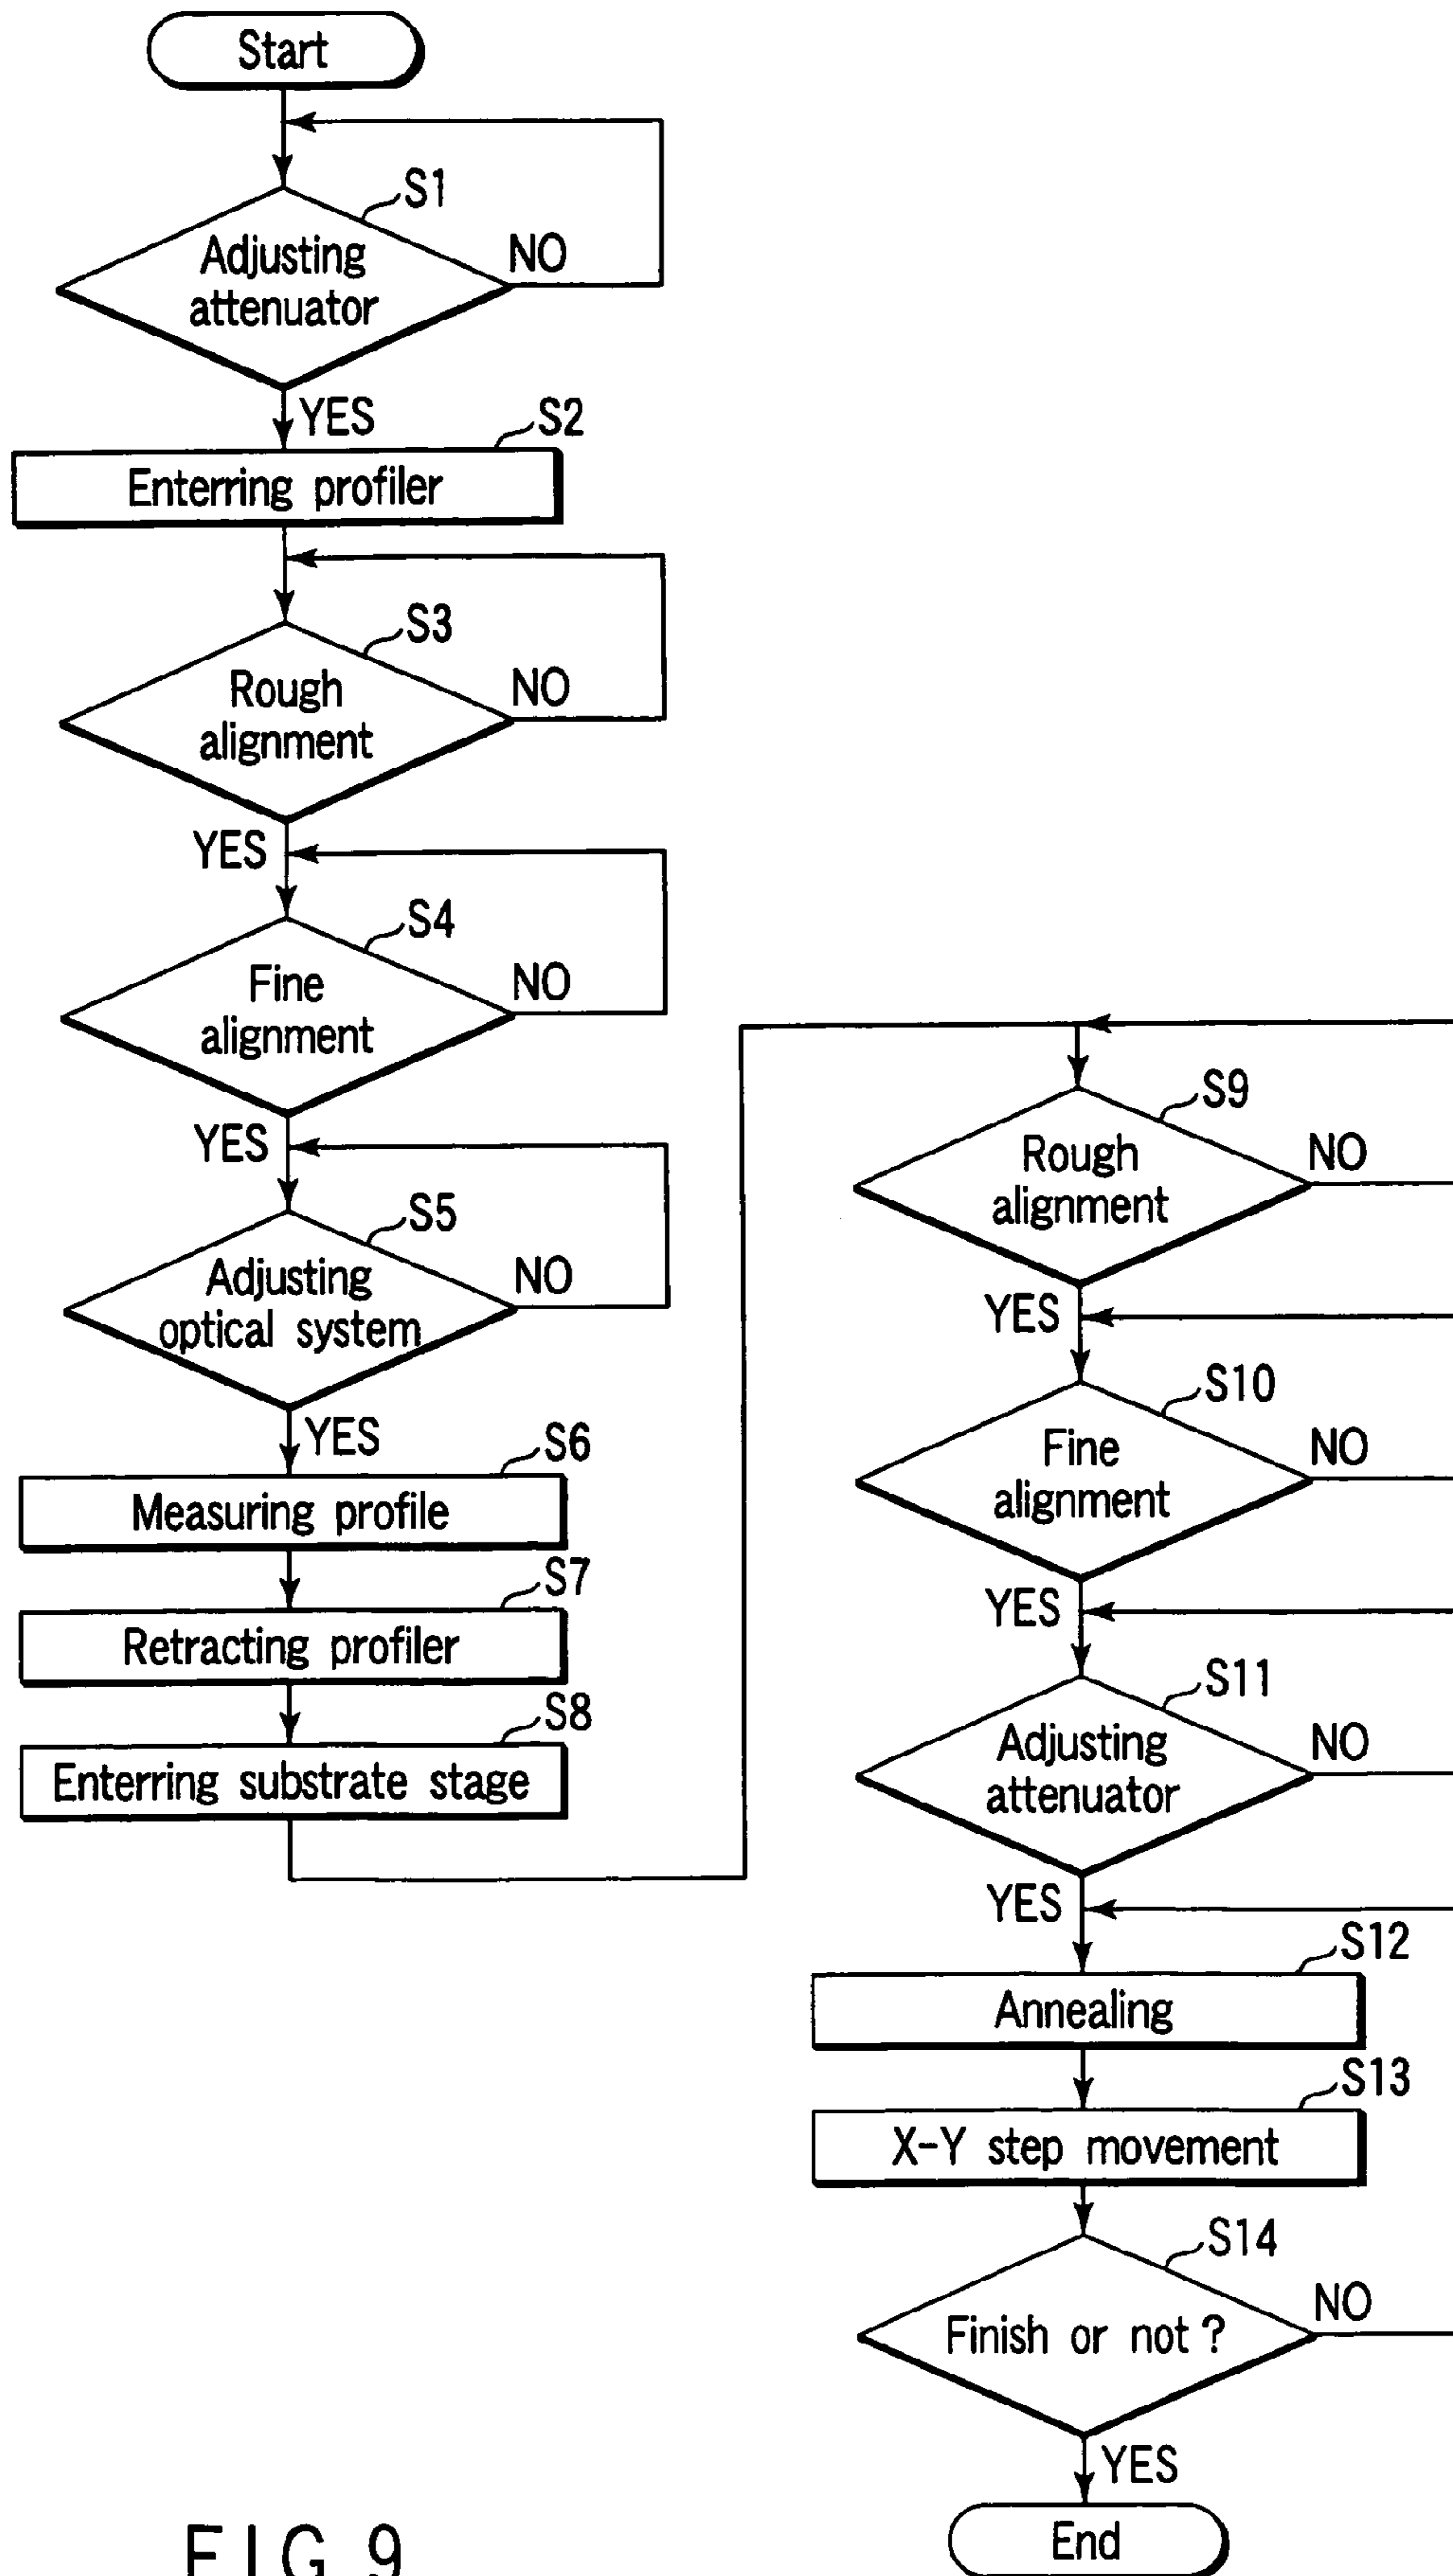 Start
S1
Adjusting
attenuator
NO
YES
S2
Enterring profiler
S3
Rough
alignment
NO
YES
S4
Fine
alignment
NO
YES
S5
Adjusting
optical system
NO
YES
S6
Measuring profile
S7
Retracting profiler
S8
Enterring substrate stage
S9
Rough
alignment
NO
YES
S10
Fine
alignment
NO
YES
S11
Adjusting
attenuator
NO
YES
S12
Annealing
S13
X-Y step movement
S14
Finish or not ?
NO
YES
End
FIG. 9